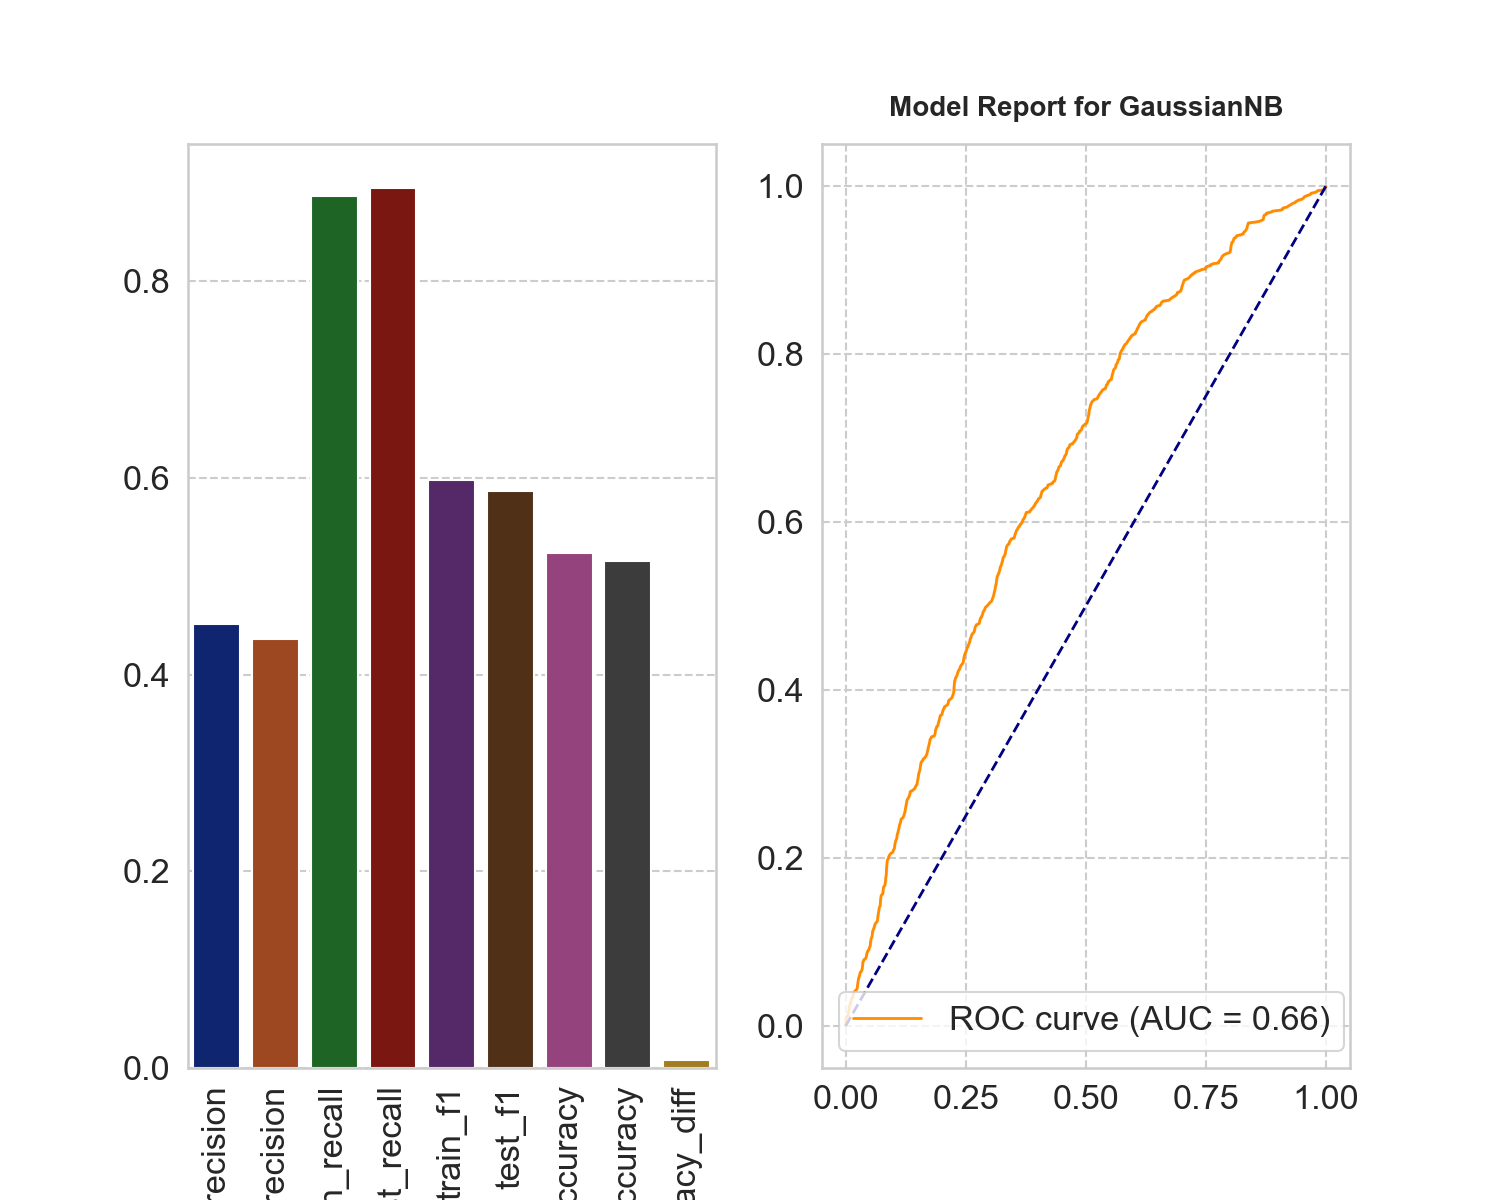 Model Report for GaussianNB
0.8
0.6
0.4
0.2
0.0
recision
recision
n_recall
t_recall
train_f1
test_f1
ccuracy
ccuracy
acy_diff
1.0
0.8
0.6
0.4
0.2
0.0
ROC curve (AUC = 0.66)
0.00 0.25 0.50 0.75 1.00